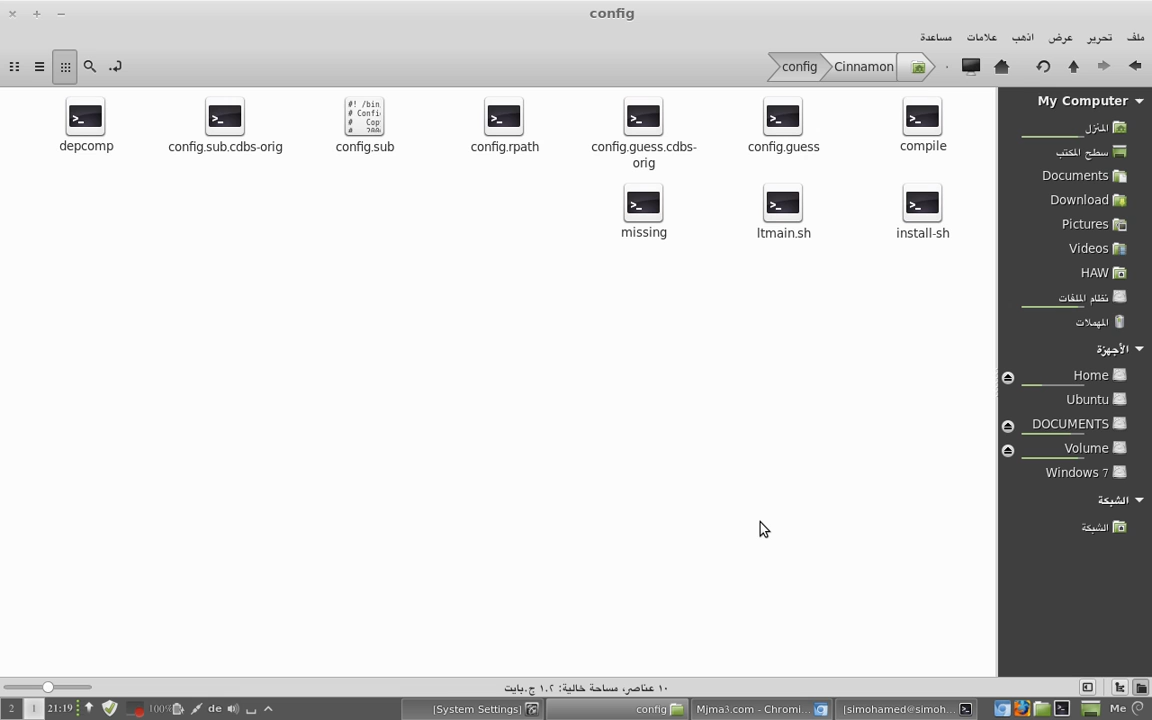 config
ملف تحرير عرض اذهب علامات مساعدة
Cinnamon config
compile
config.guess
config.guess.cdbs-
orig
config.rpath
config.sub
config.sub.cdbs-orig
depcomp
install-sh
ltmain.sh
missing
My Computer
المنزل
سطح المكتب
Documents
Download
Pictures
Videos
HAW
نظام الملفات
المهملات
الأجهزة
Home
Ubuntu
DOCUMENTS
Volume
Windows 7
الشبكة
الشبكة
١٠ عناصر، مساحة خالية: ١,٢ ج.بايت
2 1 21:19 100% de [System Settings] config Mjma3.com - Chromi... [simohamed@simoh... Me